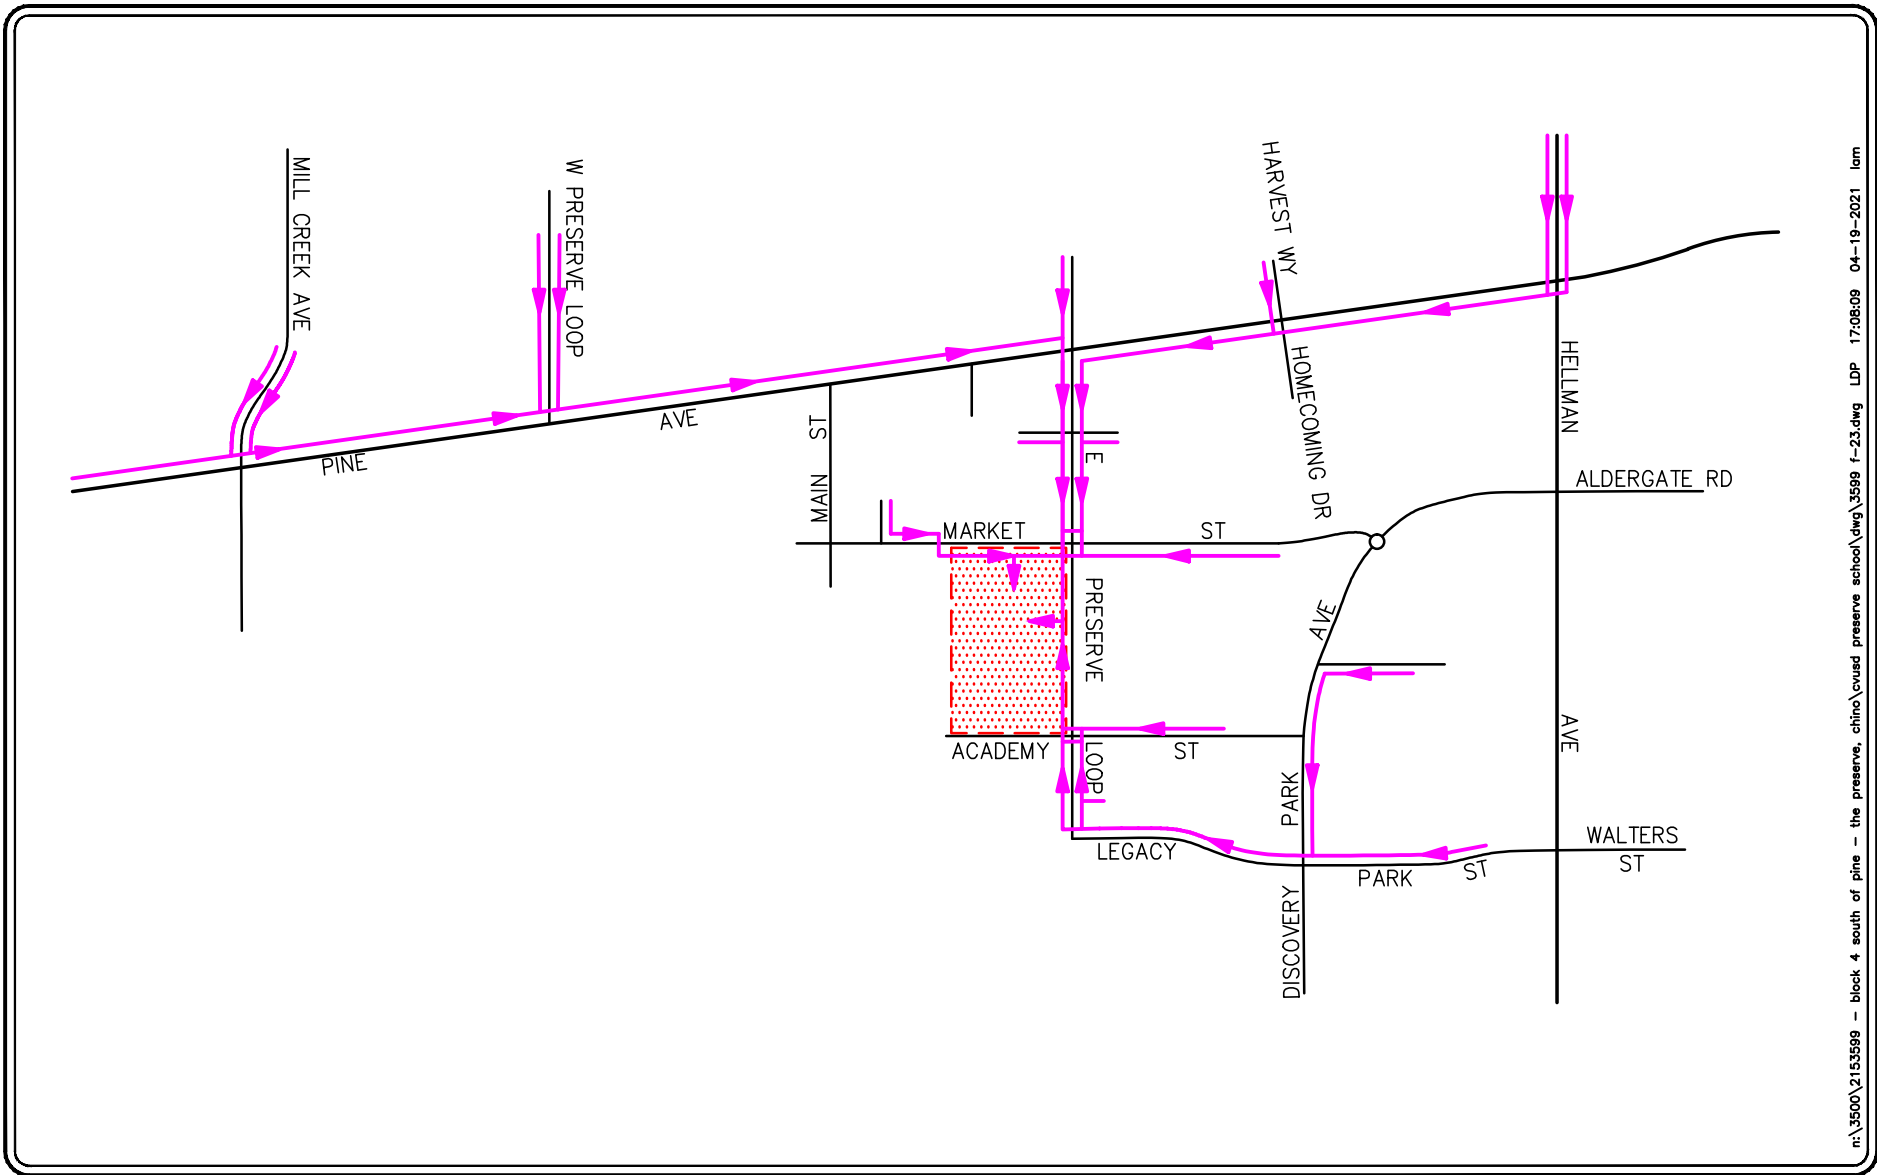 MILL CREEK AVE
W PRESERVE LOOP
HARVEST WY
HOMECOMING DR
HELLMAN
AVE
PINE
AVE
MAIN ST
MARKET
ST
E
PRESERVE
LOOP
ALDERGATE RD
ACADEMY
ST
LEGACY
PARK
ST
DISCOVERY
PARK
AVE
WALTERS
ST
n:\3500\2153599 - block 4 south of pine - the preserve, chino\cvusd preserve school\dwg\3599 f-23.dwg LDP 17:08:09 04-19-2021 lam